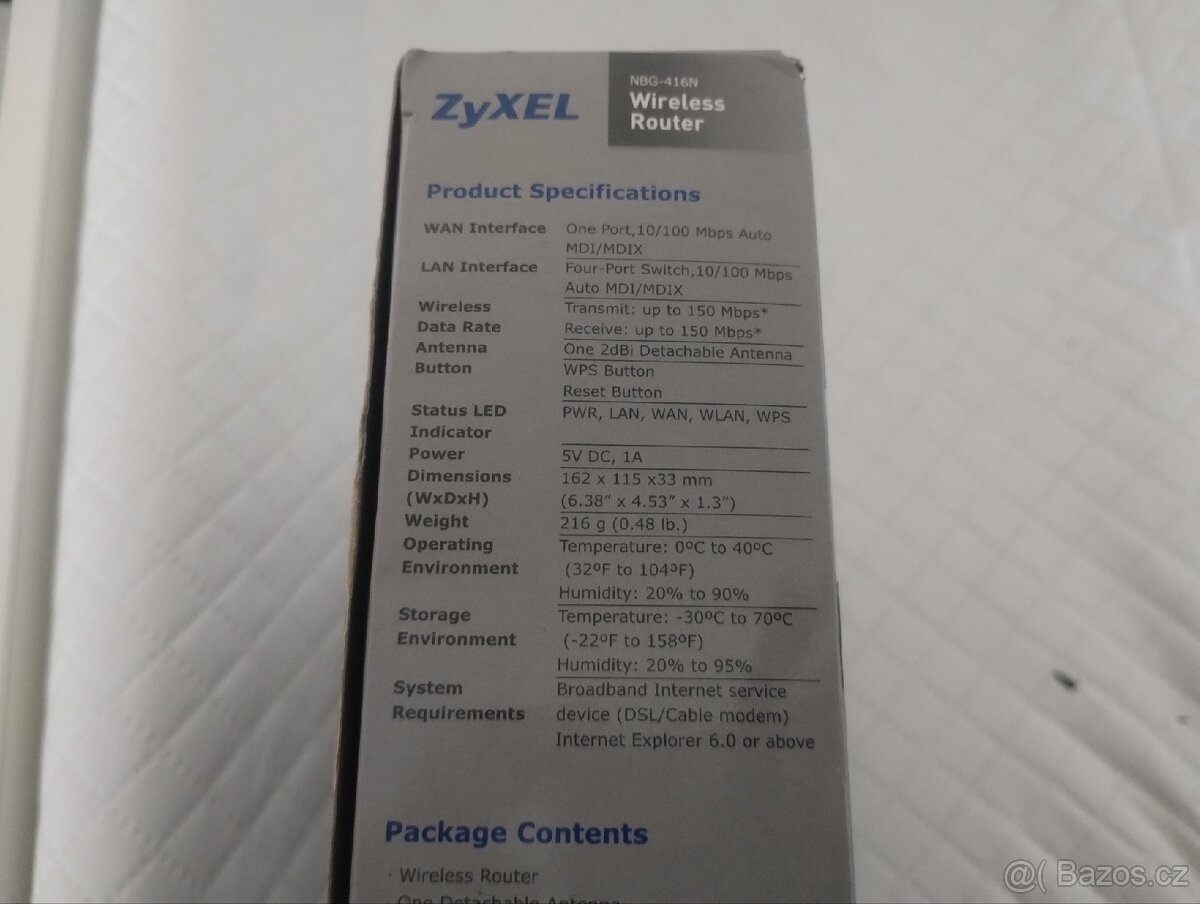 ZyXEL
NBG-416N
Wireless
Router
Product Specifications
WAN Interface One Port,10/100 Mbps Auto
MDI/MDIX
LAN Interface Four-Port Switch,10/100 Mbps
Auto MDI/MDIX
Wireless Transmit: up to 150 Mbps*
Data Rate Receive: up to 150 Mbps*
Antenna One 2dBi Detachable Antenna
Button WPS Button
Reset Button
Status LED PWR, LAN, WAN, WLAN, WPS
Indicator
Power 5V DC, 1A
Dimensions 162 x 115 x33 mm
(WxDxH) (6.38” x 4.53” x 1.3”)
Weight 216 g (0.48 lb.)
Operating Temperature: 0ºC to 40ºC
Environment (32ºF to 104ºF)
Humidity: 20% to 90%
Storage Temperature: -30ºC to 70ºC
Environment (-22ºF to 158ºF)
Humidity: 20% to 95%
System Broadband Internet service
Requirements device (DSL/Cable modem)
Internet Explorer 6.0 or above
Package Contents
· Wireless Router
· One Detachable Antenna
@( Bazos.cz